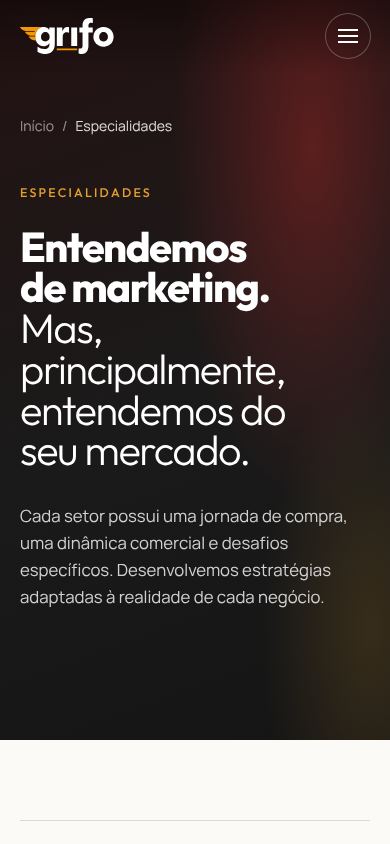 grifo
Início / Especialidades
ESPECIALIDADES
Entendemos
de marketing.
Mas,
principalmente,
entendemos do
seu mercado.
Cada setor possui uma jornada de compra,
uma dinâmica comercial e desafios
específicos. Desenvolvemos estratégias
adaptadas à realidade de cada negócio.